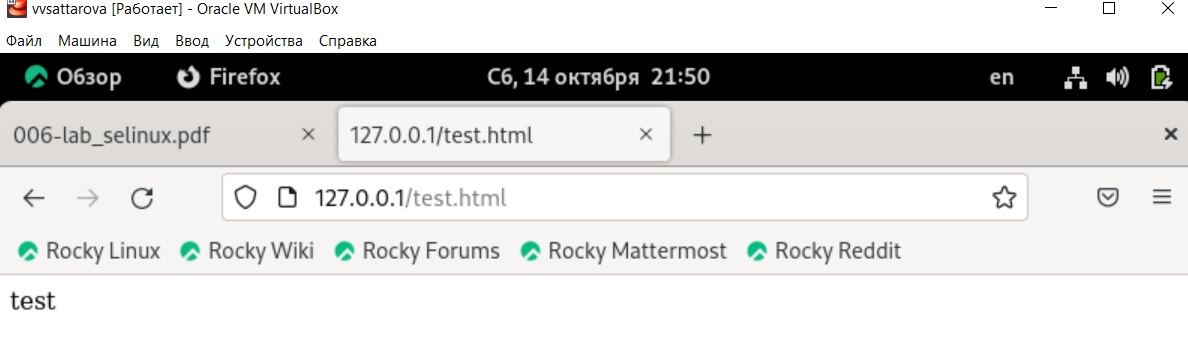 vvsattarova [Работает] - Oracle VM VirtualBox
Файл Машина Вид Ввод Устройства Справка
Обзор Firefox Сб, 14 октября 21:50 en
006-lab_selinux.pdf 127.0.0.1/test.html
127.0.0.1/test.html
Rocky Linux Rocky Wiki Rocky Forums Rocky Mattermost Rocky Reddit
test